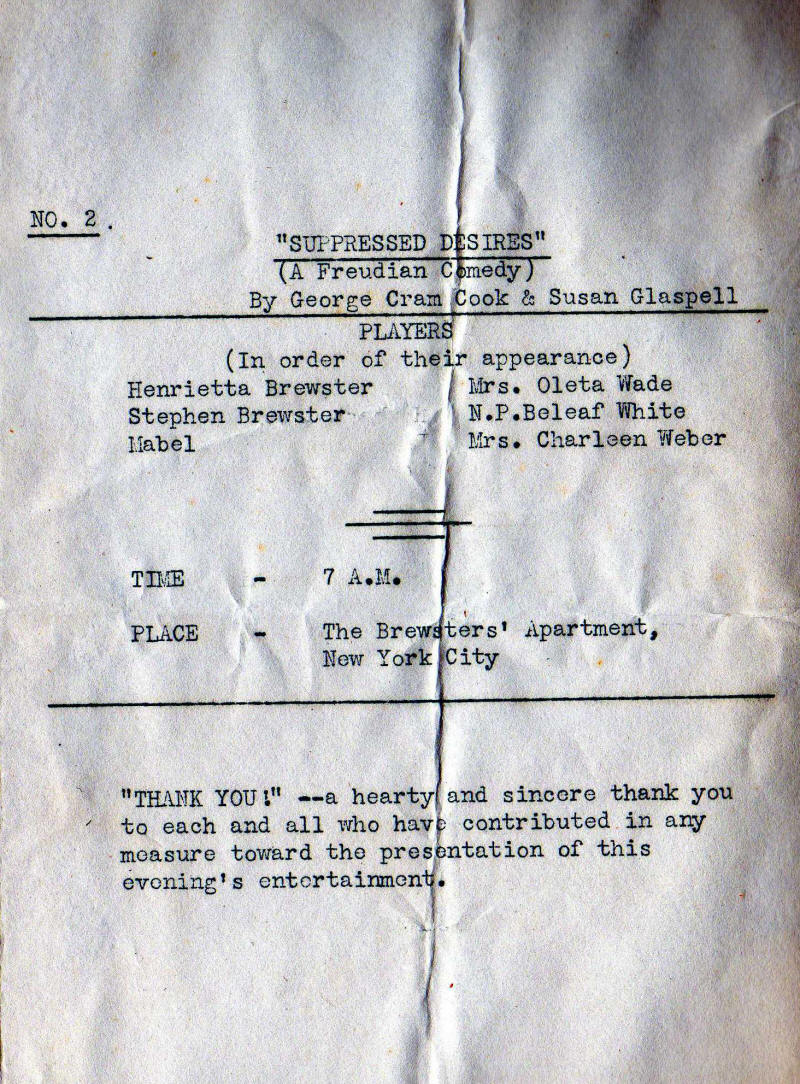 NO. 2.
"SUPPRESSED DESIRES"
(A Freudian Comedy)
By George Cram Cook & Susan Glaspell
PLAYERS
(In order of their appearance)
Henrietta Brewster Mrs. Oleta Wade
Stephen Brewster N.P.Beleaf White
Mabel Mrs. Charleen Weber
TIME - 7 A.M.
PLACE - The Brewsters' Apartment,
New York City
"THANK YOU!" --a hearty and sincere thank you
to each and all who have contributed in any
measure toward the presentation of this
evening's entertainment.